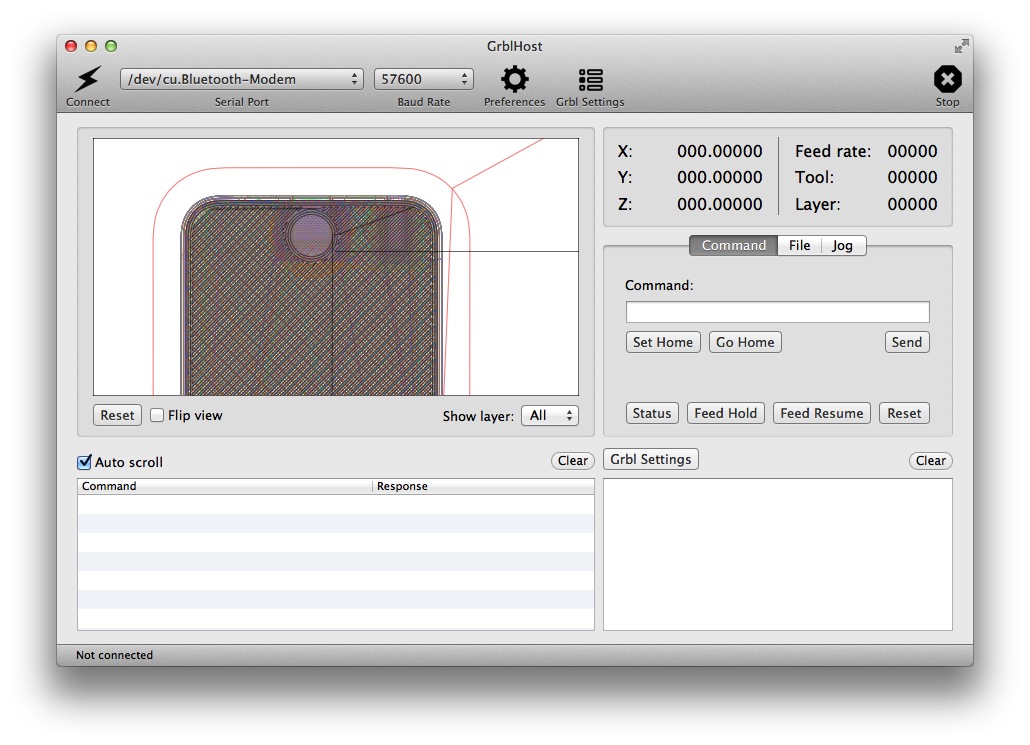 GrblHost
/dev/cu.Bluetooth-Modem
57600
Connect
Serial Port
Baud Rate
Preferences
Grbl Settings
Stop
X: 000.00000
Y: 000.00000
Z: 000.00000
Feed rate: 00000
Tool: 00000
Layer: 00000
Command File Jog
Command:
Set Home Go Home Send
Status Feed Hold Feed Resume Reset
Reset Flip view Show layer: All
Auto scroll Clear
Grbl Settings Clear
Command Response
Not connected